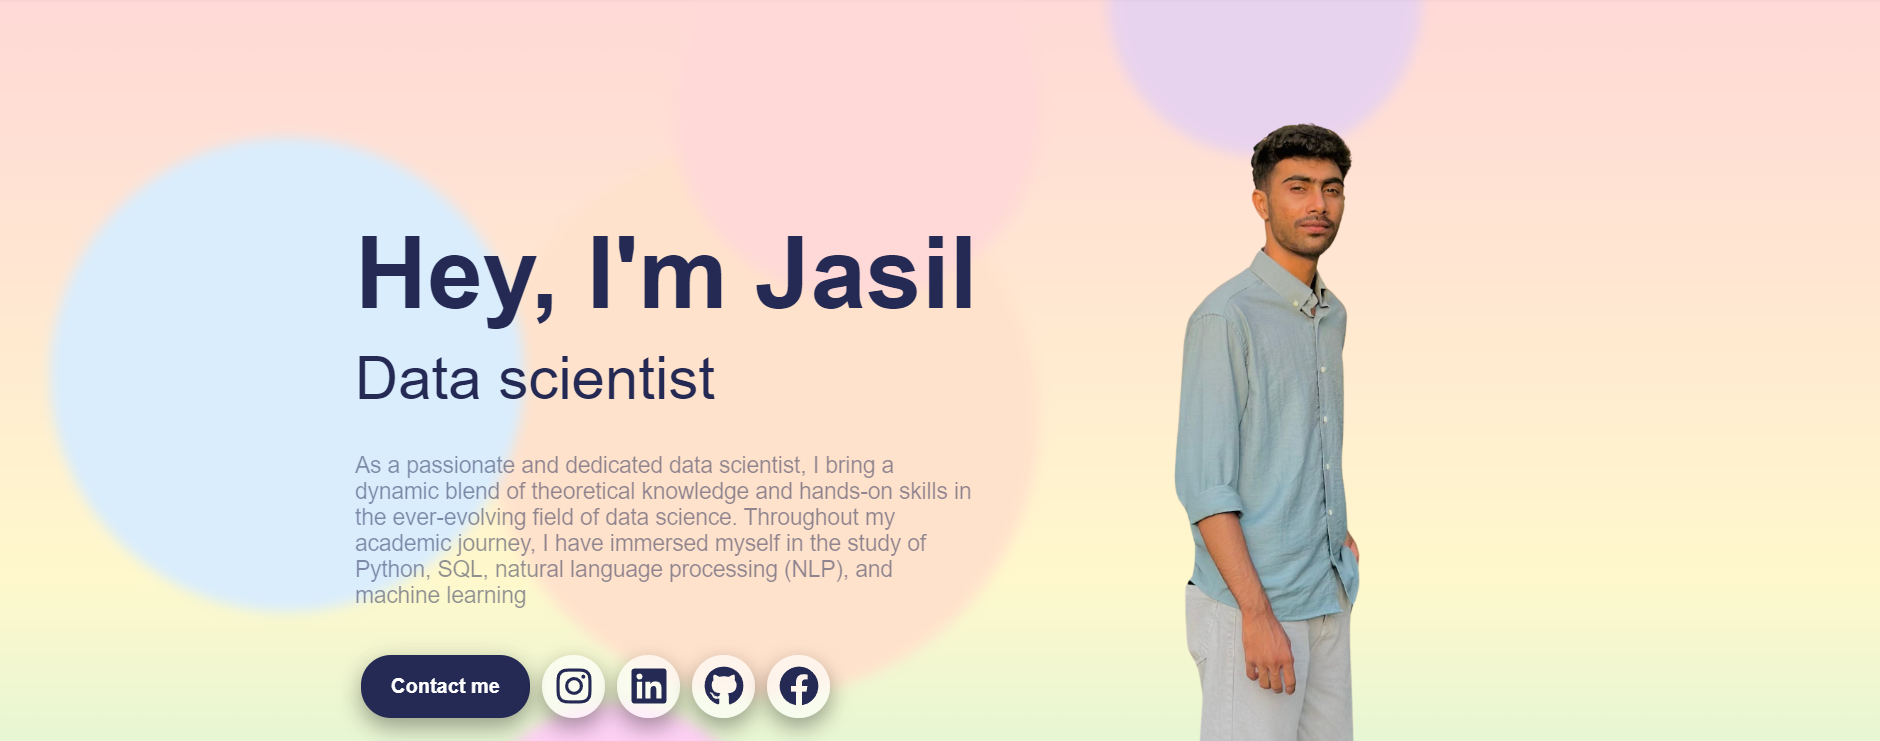 Hey, I'm Jasil
Data scientist
As a passionate and dedicated data scientist, I bring a
dynamic blend of theoretical knowledge and hands-on skills in
the ever-evolving field of data science. Throughout my
academic journey, I have immersed myself in the study of
Python, SQL, natural language processing (NLP), and
machine learning
Contact me